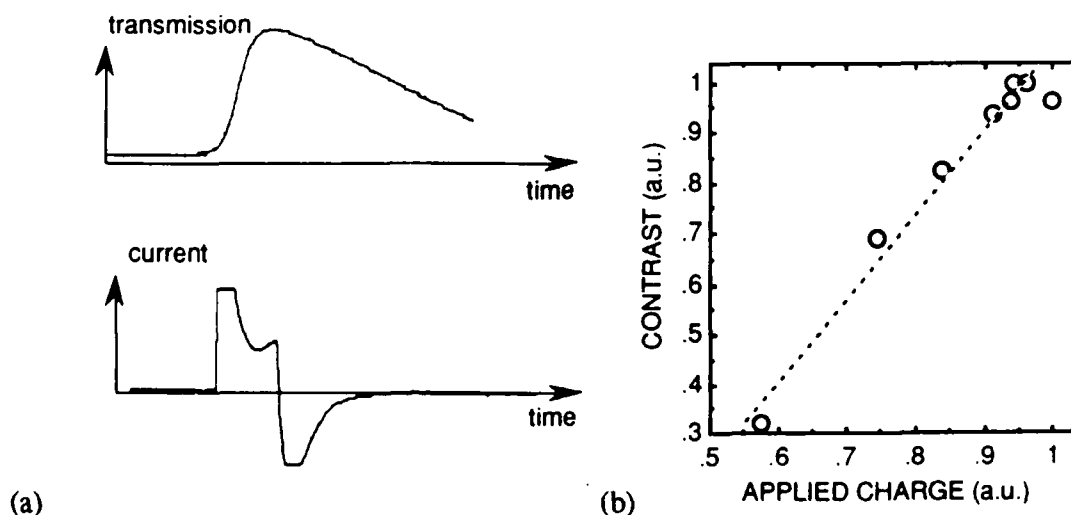 transmission
time
current
time
(a)
CONTRAST (a.u.)
1
.9
.8
.7
.6
.5
.4
.3
.5
.6
.7
.8
.9
1
APPLIED CHARGE (a.u.)
(b)